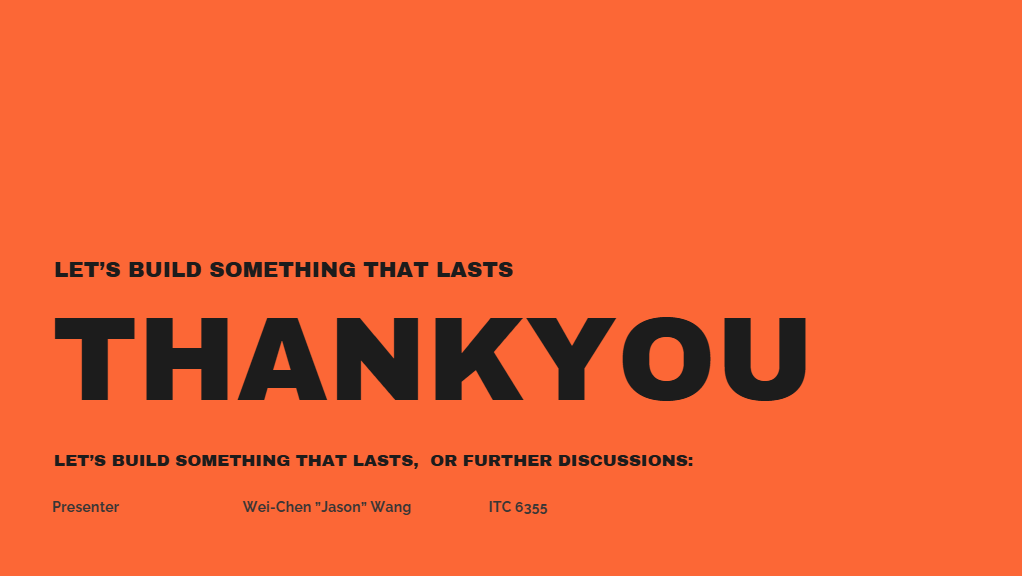 LET’S BUILD SOMETHING THAT LASTS
THANKYOU
LET’S BUILD SOMETHING THAT LASTS,  OR FURTHER DISCUSSIONS:
Presenter Wei-Chen ”Jason” Wang ITC 6355